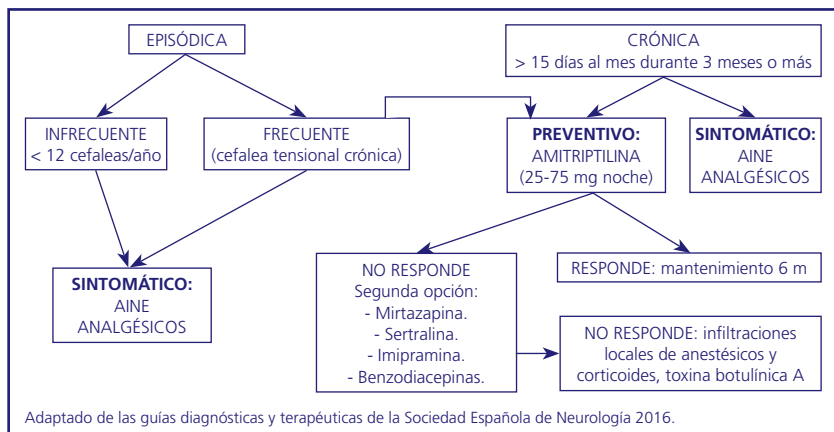 EPISÓDICA
CRÓNICA
> 15 días al mes durante 3 meses o más
INFRECUENTE
< 12 cefaleas/año
FRECUENTE
(cefalea tensional crónica)
PREVENTIVO:
AMITRIPTILINA
(25-75 mg noche)
SINTOMÁTICO:
AINE
ANALGÉSICOS
SINTOMÁTICO:
AINE
ANALGÉSICOS
NO RESPONDE
Segunda opción:
- Mirtazapina.
- Sertralina.
- Imipramina.
- Benzodiacepinas.
RESPONDE: mantenimiento 6 m
NO RESPONDE: infiltraciones
locales de anestésicos y
corticoides, toxina botulínica A
Adaptado de las guías diagnósticas y terapéuticas de la Sociedad Española de Neurología 2016.